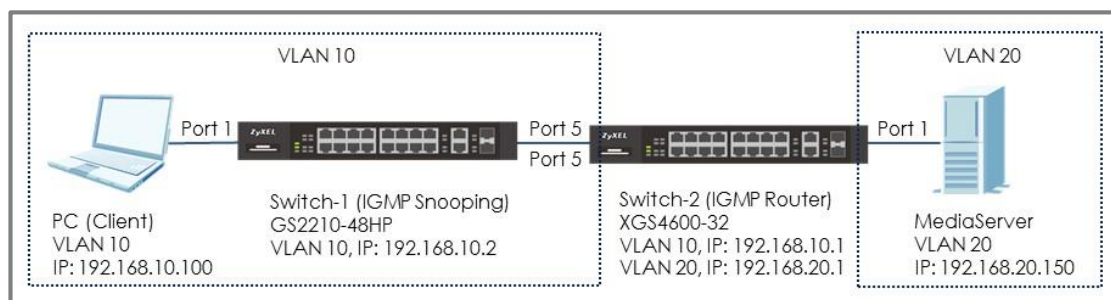 VLAN 10
VLAN 20
Port 1
ZyXEL
Port 5
Port 5
ZyXEL
Port 1
PC (Client)
VLAN 10
IP: 192.168.10.100
Switch-1 (IGMP Snooping)
GS2210-48HP
VLAN 10, IP: 192.168.10.2
Switch-2 (IGMP Router)
XGS4600-32
VLAN 10, IP: 192.168.10.1
VLAN 20, IP: 192.168.20.1
MediaServer
VLAN 20
IP: 192.168.20.150